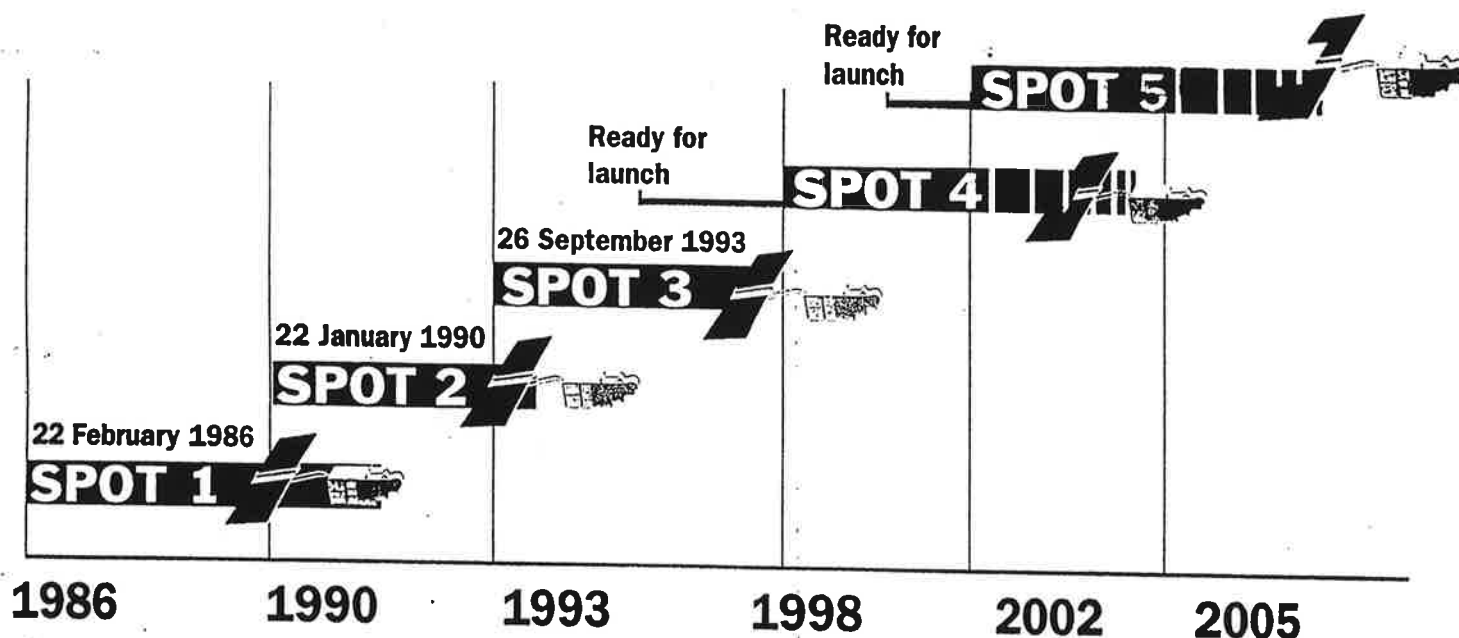 Ready for
launch
SPOT 5
Ready for
launch
SPOT 4
26 September 1993
SPOT 3
22 January 1990
SPOT 2
22 February 1986
SPOT 1
1986 1990 1993 1998 2002 2005